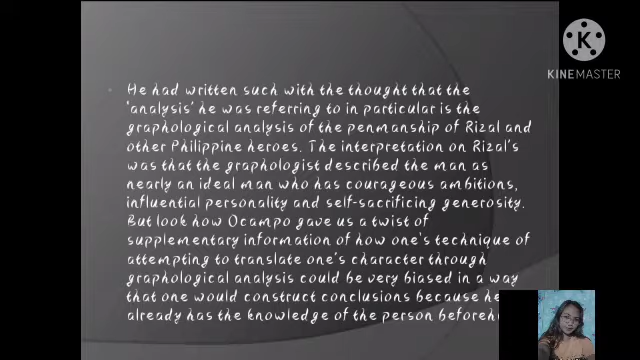 He had written such with the thought that the
'analysis' he was referring to in particular is the
graphological analysis of the penmanship of Rizal and
other Philippine heroes. The interpretation on Rizal's
was that the graphologist described the man as
nearly an ideal man who has courageous ambitions,
influential personality and self-sacrificing generosity.
But look how Ocampo gave us a twist of
supplementary information of how one's technique of
attempting to translate one's character through
graphological analysis could be very biased in a way
that one would construct conclusions because he
already has the knowledge of the person
K
KINEMASTER